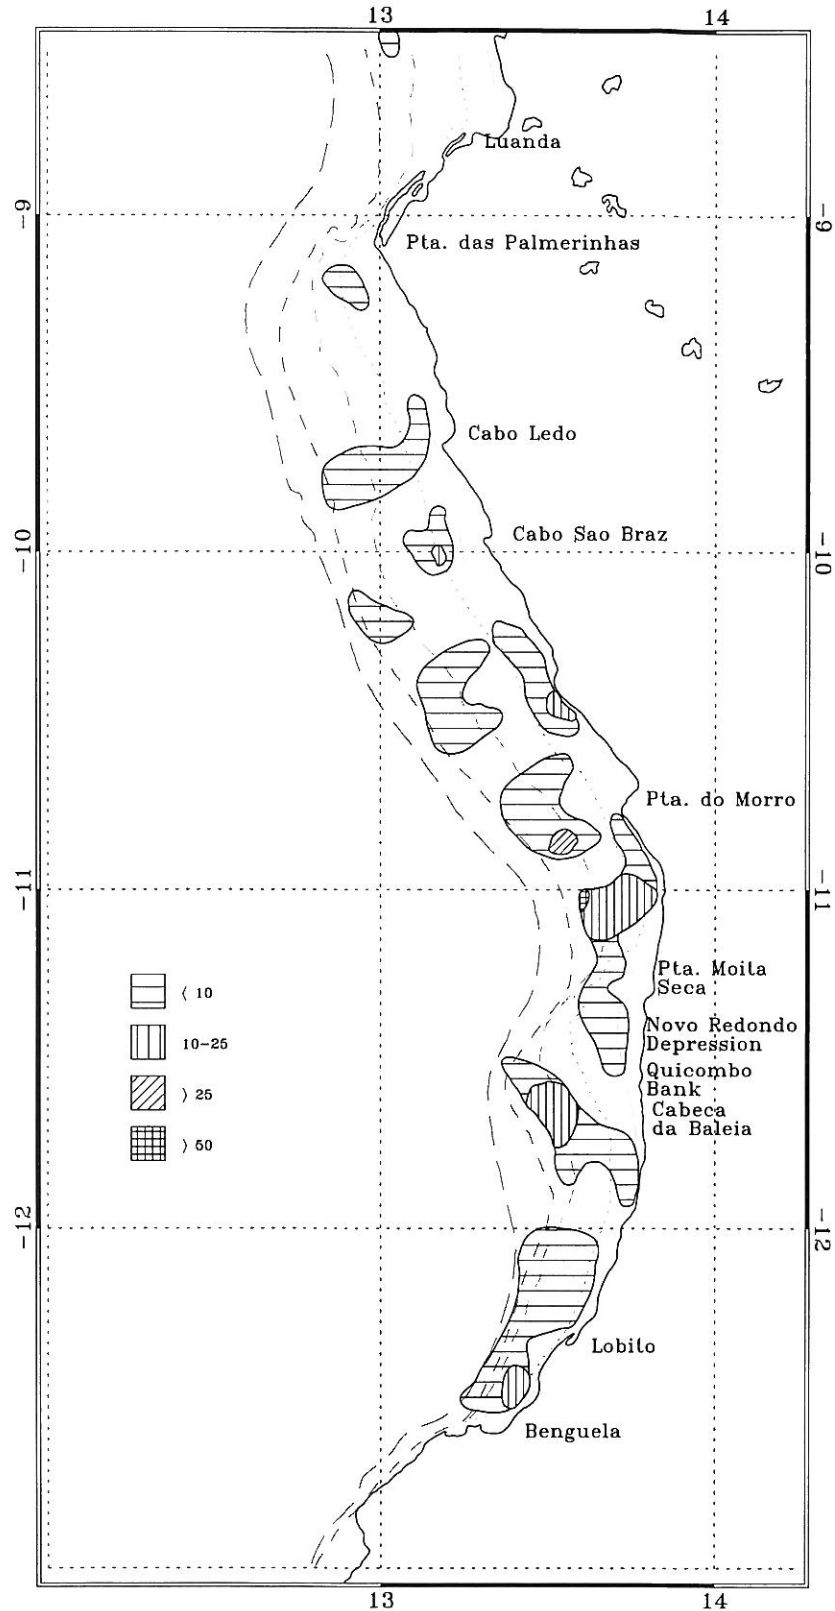 13 14
Luanda
-9 -9
Pta. das Palmerinhas
Cabo Ledo
Cabo Sao Braz
-10 -10
Pta. do Morro
-11 -11
Pta. Moita
Seca
⟨ 10
Novo Redondo
Depression
10-25
Quicombo
Bank
⟩ 25
Cabeca
da Baleia
⟩ 50
-12 -12
Lobito
Benguela
13 14